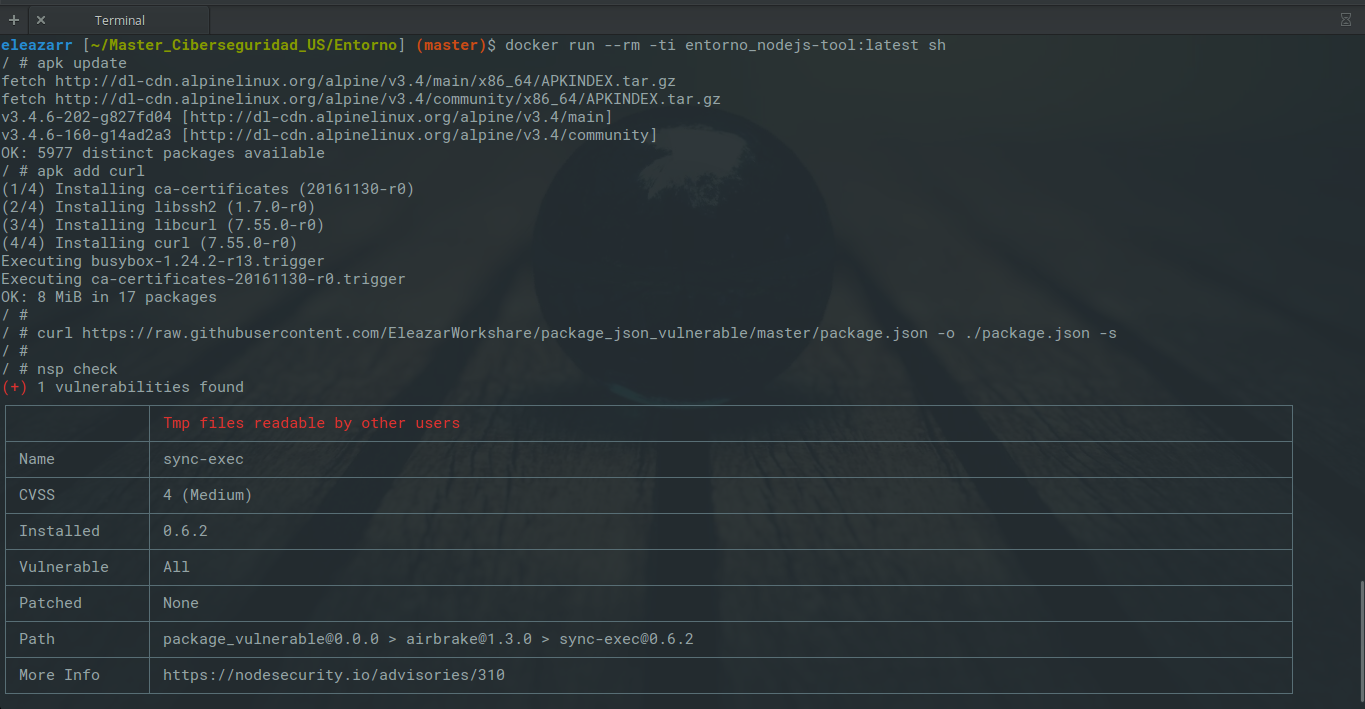 Terminal
eleazarr [~/Master_Ciberseguridad_US/Entorno] (master)$ docker run --rm -ti entorno_nodejs-tool:latest sh
/ # apk update
fetch http://dl-cdn.alpinelinux.org/alpine/v3.4/main/x86_64/APKINDEX.tar.gz
fetch http://dl-cdn.alpinelinux.org/alpine/v3.4/community/x86_64/APKINDEX.tar.gz
v3.4.6-202-g827fd04 [http://dl-cdn.alpinelinux.org/alpine/v3.4/main]
v3.4.6-160-g14ad2a3 [http://dl-cdn.alpinelinux.org/alpine/v3.4/community]
OK: 5977 distinct packages available
/ # apk add curl
(1/4) Installing ca-certificates (20161130-r0)
(2/4) Installing libssh2 (1.7.0-r0)
(3/4) Installing libcurl (7.55.0-r0)
(4/4) Installing curl (7.55.0-r0)
Executing busybox-1.24.2-r13.trigger
Executing ca-certificates-20161130-r0.trigger
OK: 8 MiB in 17 packages
/ #
/ # curl https://raw.githubusercontent.com/EleazarWorkshare/package_json_vulnerable/master/package.json -o ./package.json -s
/ #
/ # nsp check
(+) 1 vulnerabilities found
Tmp files readable by other users
Name sync-exec
CVSS 4 (Medium)
Installed 0.6.2
Vulnerable All
Patched None
Path package_vulnerable@0.0.0 > airbrake@1.3.0 > sync-exec@0.6.2
More Info https://nodesecurity.io/advisories/310